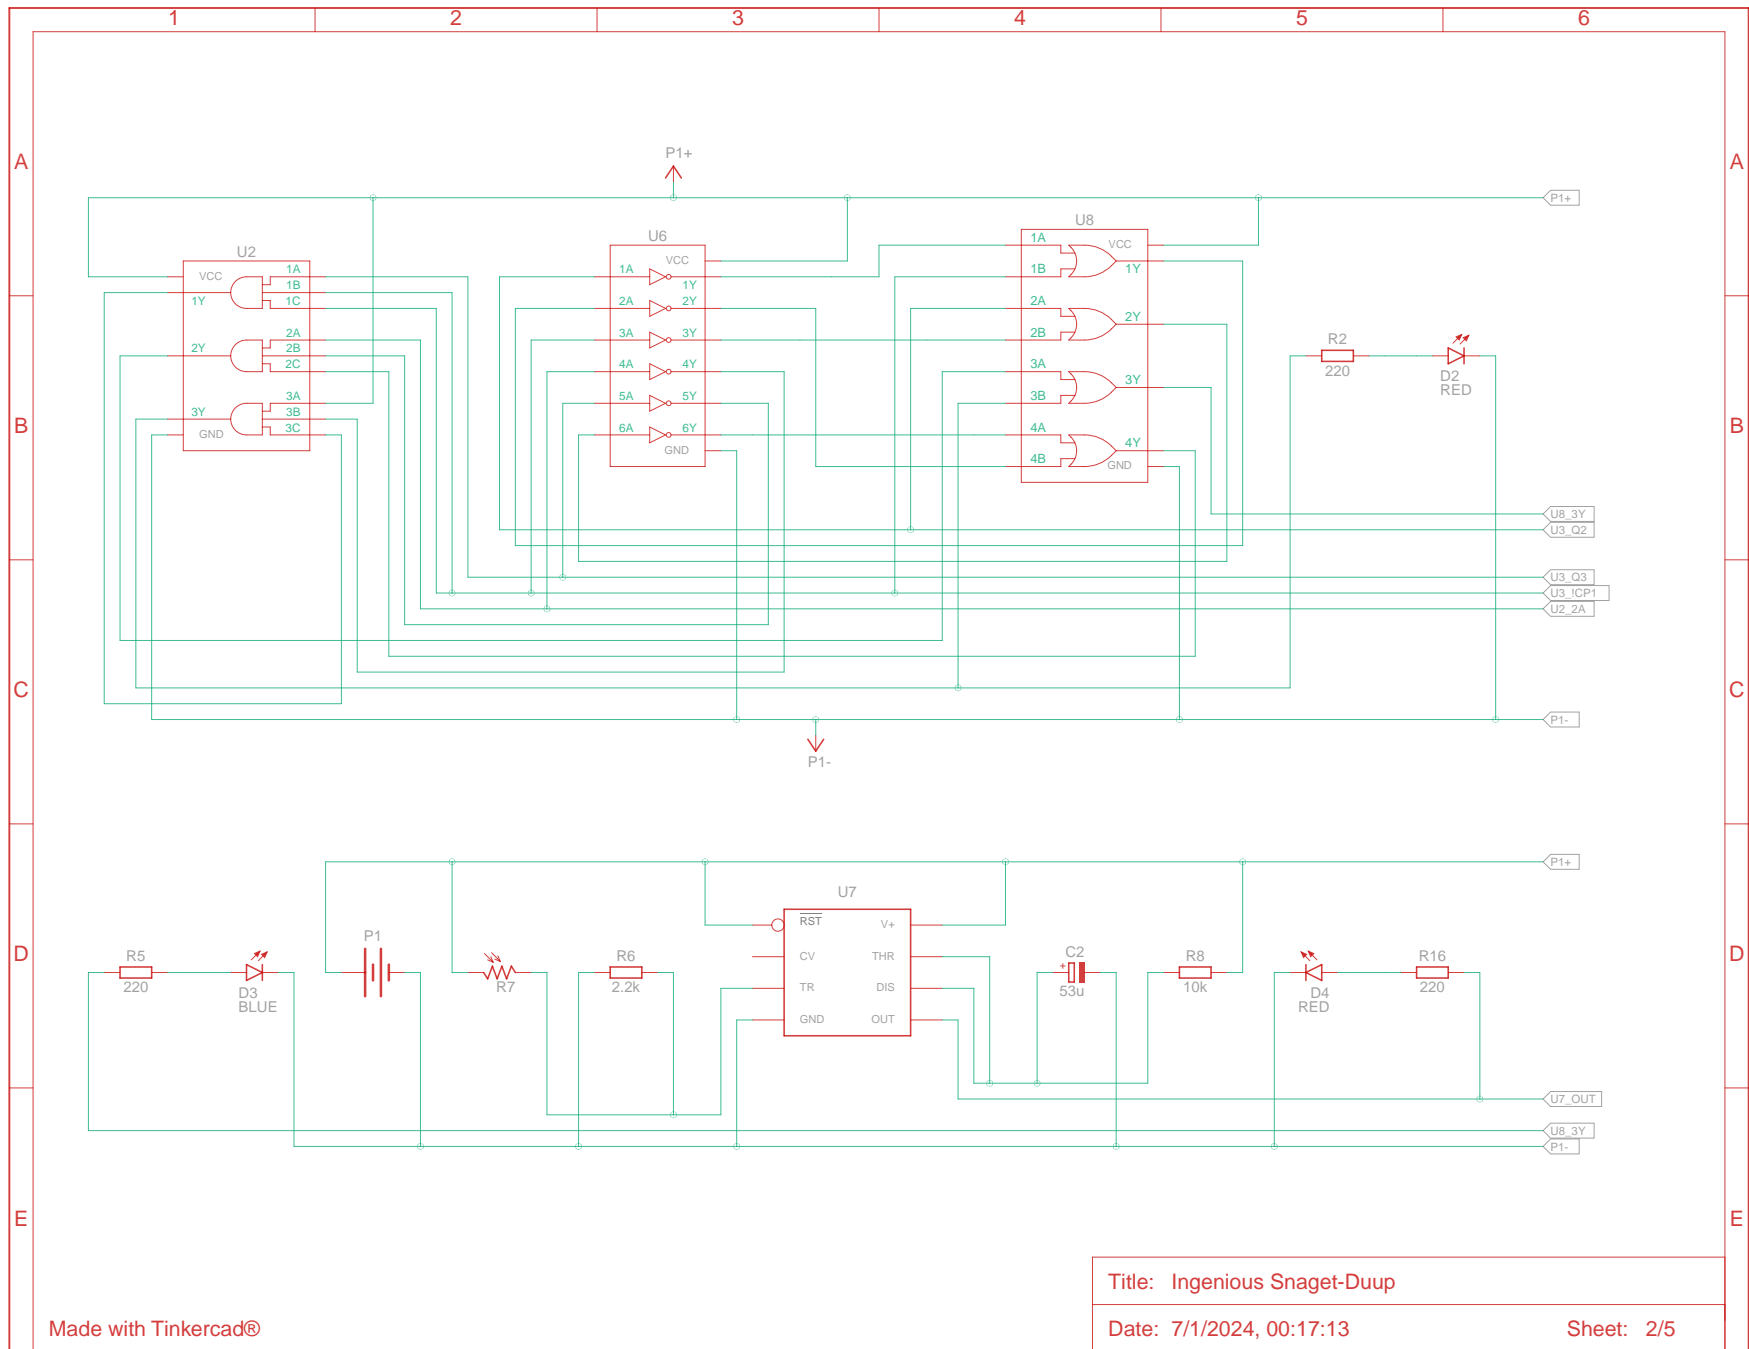 1 2 3 4 5 6
A A
P1+
P1+
U2 U6 U8
VCC 1A 1B 1C 1Y
2A 2B 2C 2Y
3A 3B 3C 3Y
GND
VCC
1A 1Y
2A 2Y
3A 3Y
4A 4Y
5A 5Y
6A 6Y
GND
1A VCC
1B 1Y
2A 2Y
2B
3A 3Y
3B
4A 4Y
4B GND
R2
220
D2
RED
B B
U8_3Y
U3_Q2
U3_Q3
U3_!CP1
U2_2A
C C
P1-
P1-
P1+
U7
RST V+
CV THR
TR DIS
GND OUT
D D
R5
220
D3
BLUE
P1
R7
R6
2.2k
C2
+
53u
R8
10k
D4
RED
R16
220
U7_OUT
U8_3Y
P1-
E E
Title: Ingenious Snaget-Duup
Made with Tinkercad®
Date: 7/1/2024, 00:17:13 Sheet: 2/5